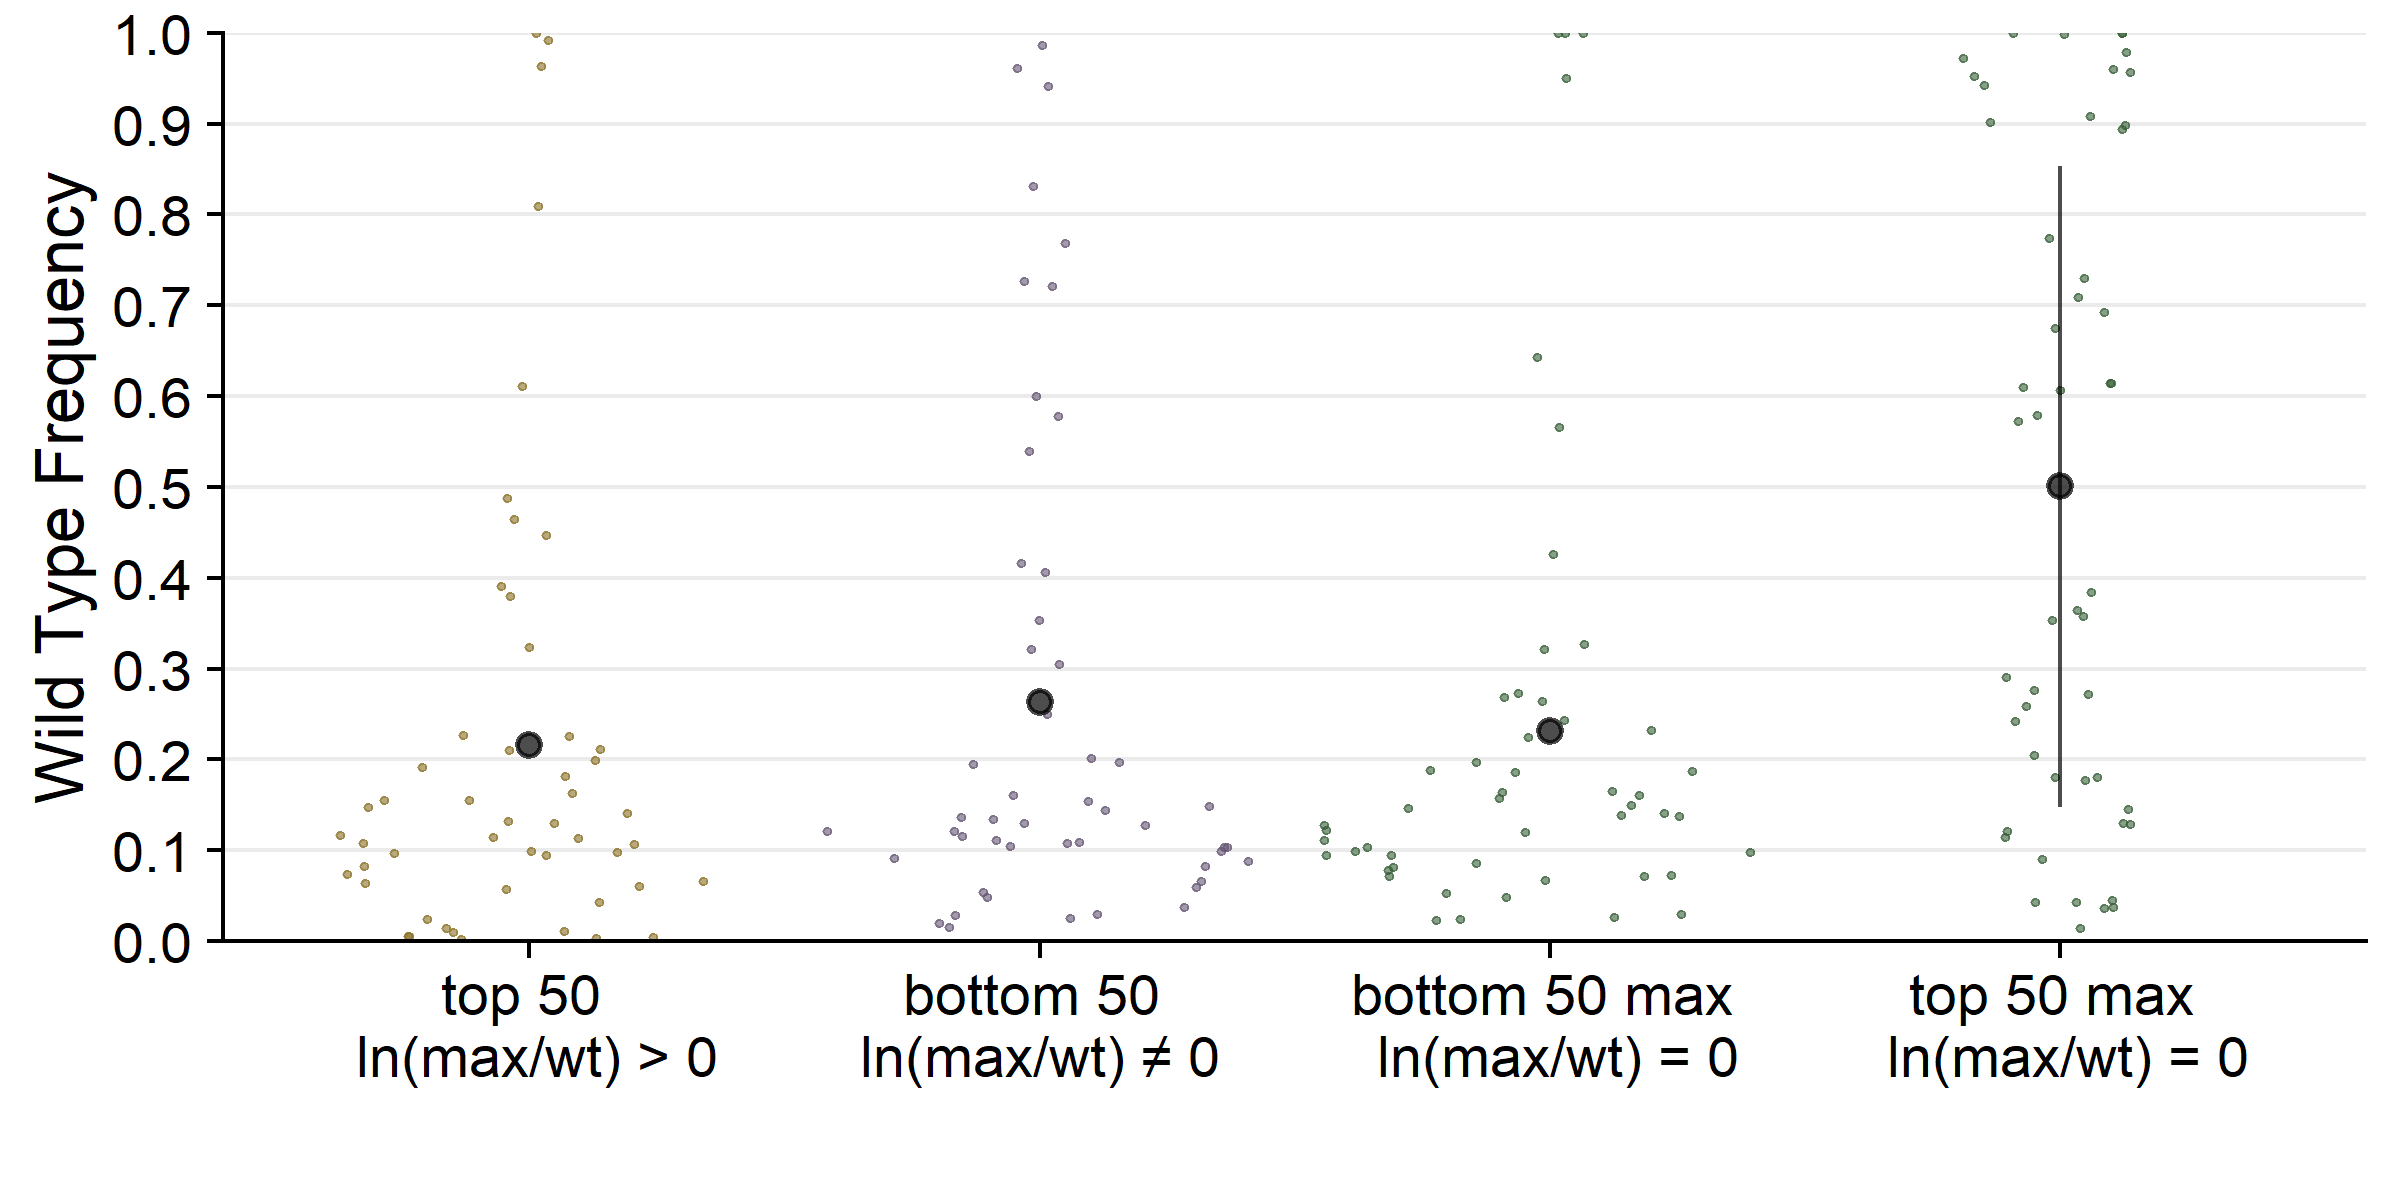 Wild Type Frequency
1.0
0.9
0.8
0.7
0.6
0.5
0.4
0.3
0.2
0.1
0.0
top 50
ln(max/wt) > 0
bottom 50
ln(max/wt) ≠ 0
bottom 50 max
ln(max/wt) = 0
top 50 max
ln(max/wt) = 0